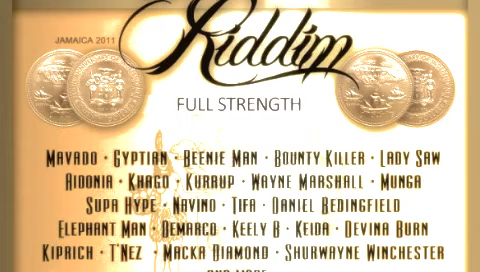 Riddim
JAMAICA 2011
FULL STRENGTH
MAVADO · GYPTIAN · BEENIE MAN · BOUNTY KILLER · LADY SAW
AIDONIA · KHAGO · KURRUP · WAYNE MARSHALL · MUNGA
SUPA HYPE · NAVINO · TIFA · DANIEL BEDINGFIELD
ELEPHANT MAN · DEMARCO · KEELY B · KEIDA · DEVINA BURN
KIPRICH · T'NEZ · MACKA DIAMOND · SHURWAYNE WINCHESTER
AND MORE